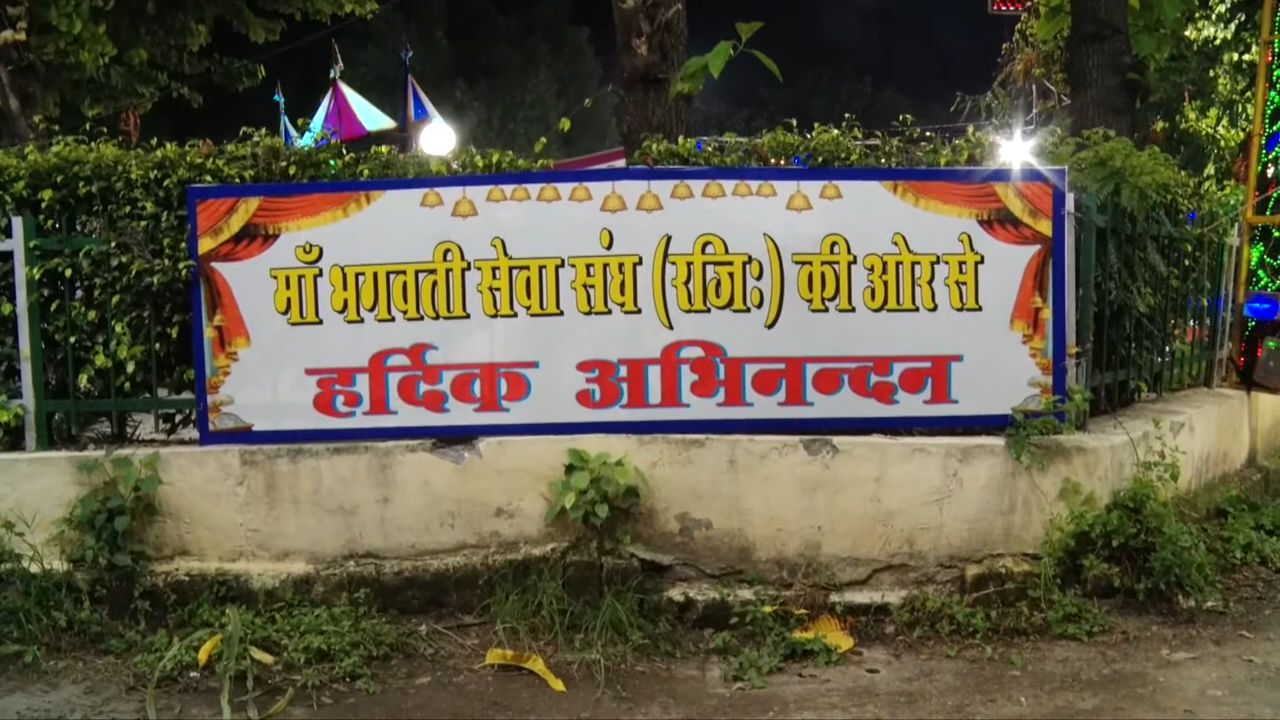 माँ भगवती सेवा संघ (रजिः) की ओर से
हर्दिक अभिनन्दन